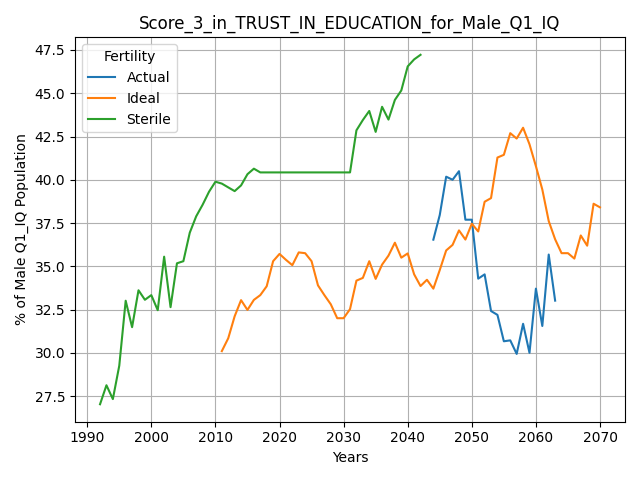 Score_3_in_TRUST_IN_EDUCATION_for_Male_Q1_IQ
Fertility
Actual
Ideal
Sterile
% of Male Q1_IQ Population
47.5
45.0
42.5
40.0
37.5
35.0
32.5
30.0
27.5
1990 2000 2010 2020 2030 2040 2050 2060 2070
Years